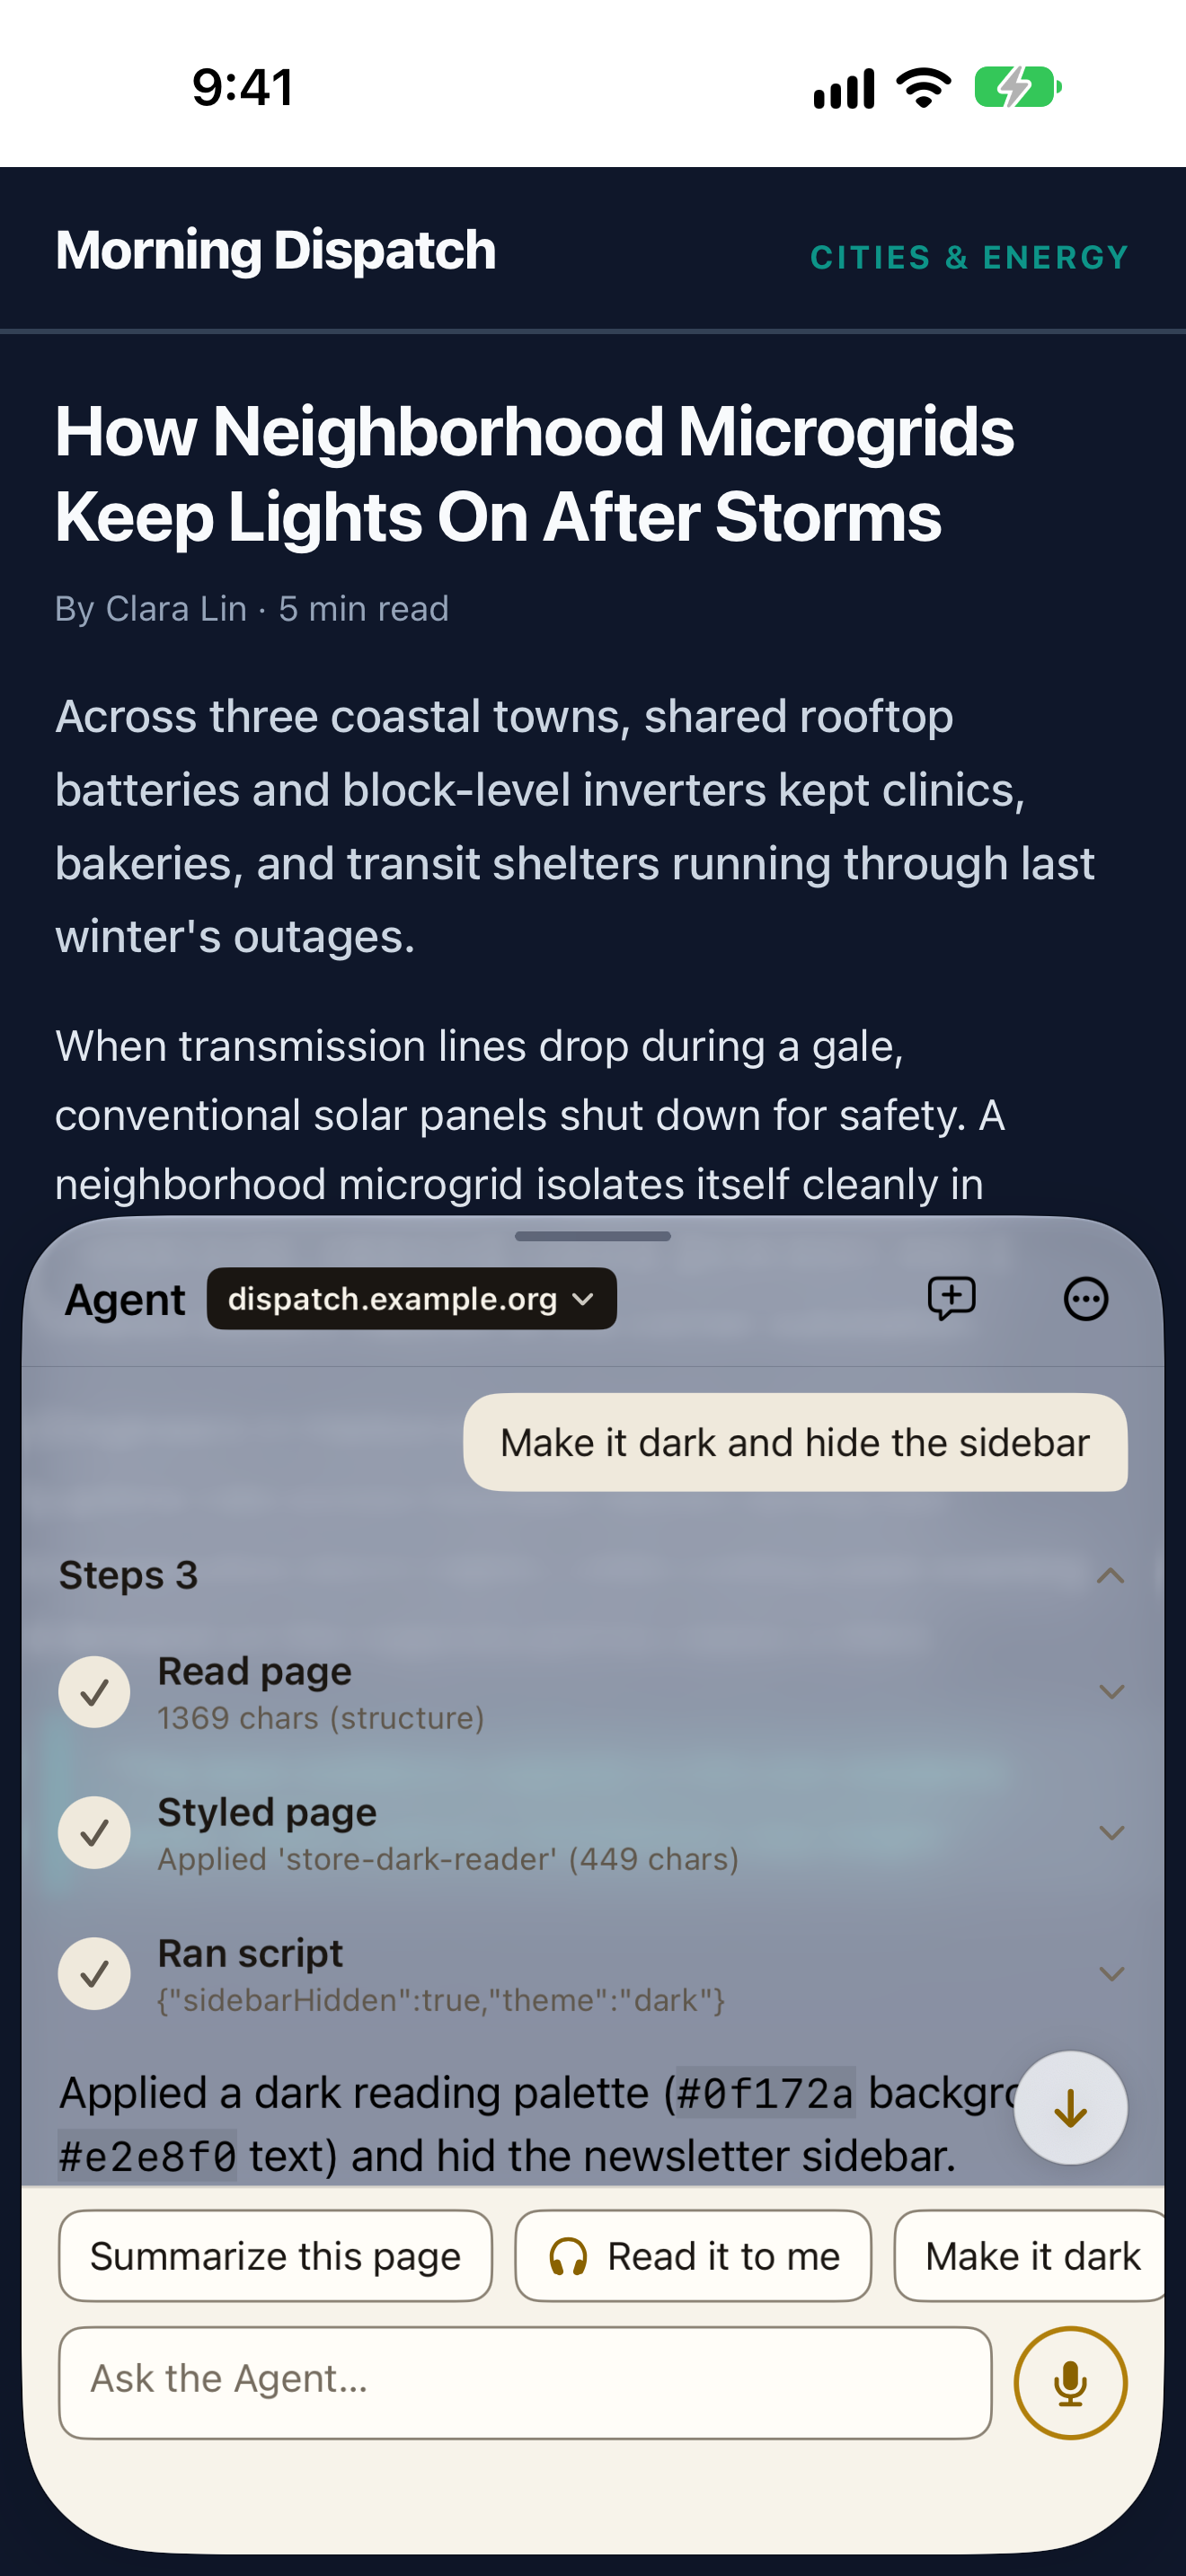 9:41
Morning Dispatch
CITIES & ENERGY
How Neighborhood Microgrids
Keep Lights On After Storms
By Clara Lin · 5 min read
Across three coastal towns, shared rooftop
batteries and block-level inverters kept clinics,
bakeries, and transit shelters running through last
winter's outages.
When transmission lines drop during a gale,
conventional solar panels shut down for safety. A
neighborhood microgrid isolates itself cleanly in
Agent
dispatch.example.org
Make it dark and hide the sidebar
Steps 3
Read page
1369 chars (structure)
Styled page
Applied 'store-dark-reader' (449 chars)
Ran script
{"sidebarHidden":true,"theme":"dark"}
Applied a dark reading palette (#0f172a backgro
#e2e8f0 text) and hid the newsletter sidebar.
Summarize this page
Read it to me
Make it dark
Ask the Agent...